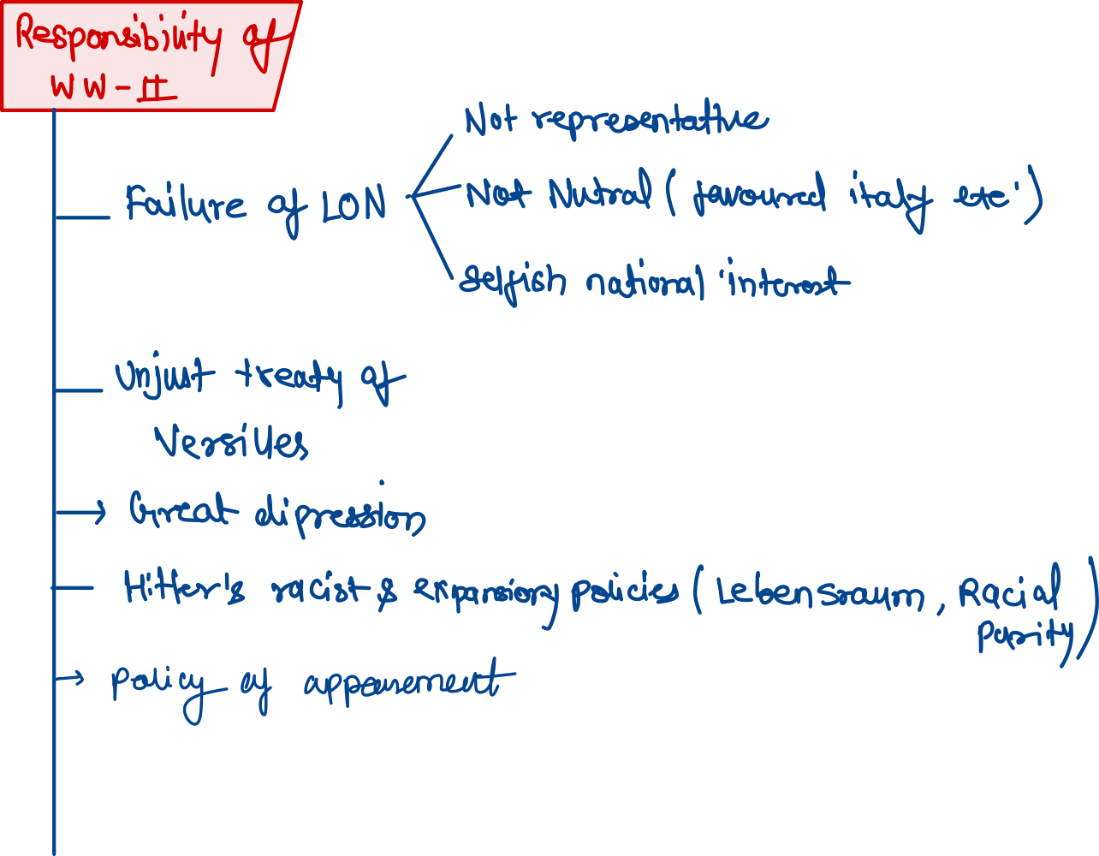 Responsibility of
WW-II
Not representative
Failure of LON
Not Nutral (favoured italy etc.)
selfish national interest
Unjust treaty of
Versilles
Great dipression
Hitler's racist & expansiory policies (Lebensraum, Racial
Purity)
policy of appeasement